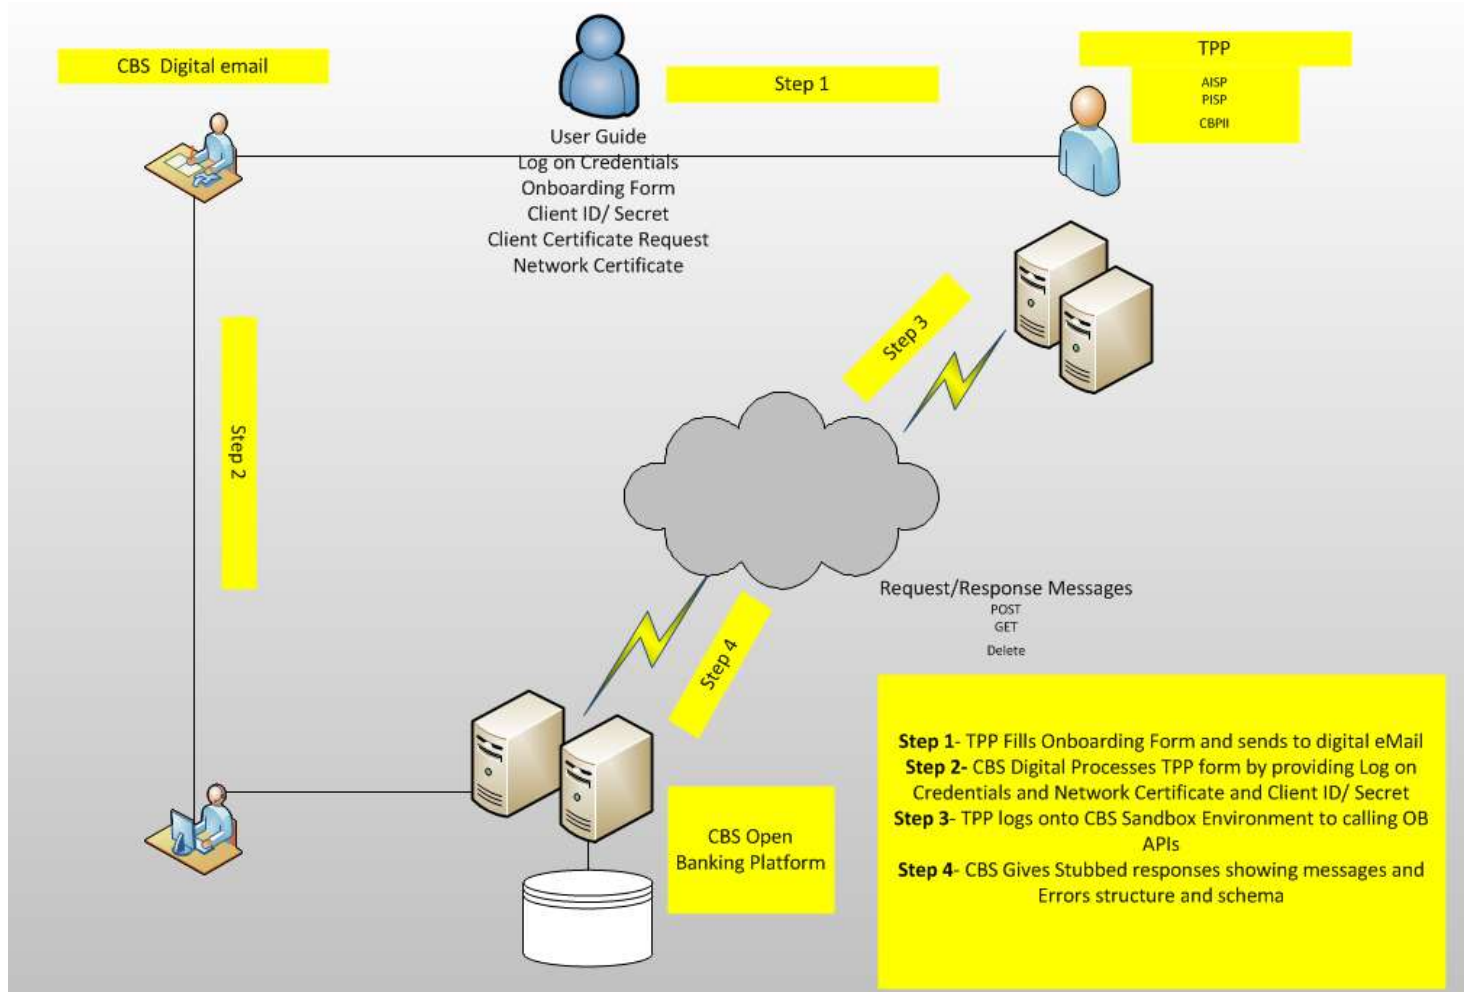 CBS Digital email
Step 1
TPP
AISP
PISP
CBPII
User Guide
Log on Credentials
Onboarding Form
Client ID/ Secret
Client Certificate Request
Network Certificate
Step 3
Step 2
Request/Response Messages
POST
GET
Delete
Step 4
CBS Open
Banking Platform
Step 1- TPP Fills Onboarding Form and sends to digital eMail
Step 2- CBS Digital Processes TPP form by providing Log on
Credentials and Network Certificate and Client ID/ Secret
Step 3- TPP logs onto CBS Sandbox Environment to calling OB
APIs
Step 4- CBS Gives Stubbed responses showing messages and
Errors structure and schema